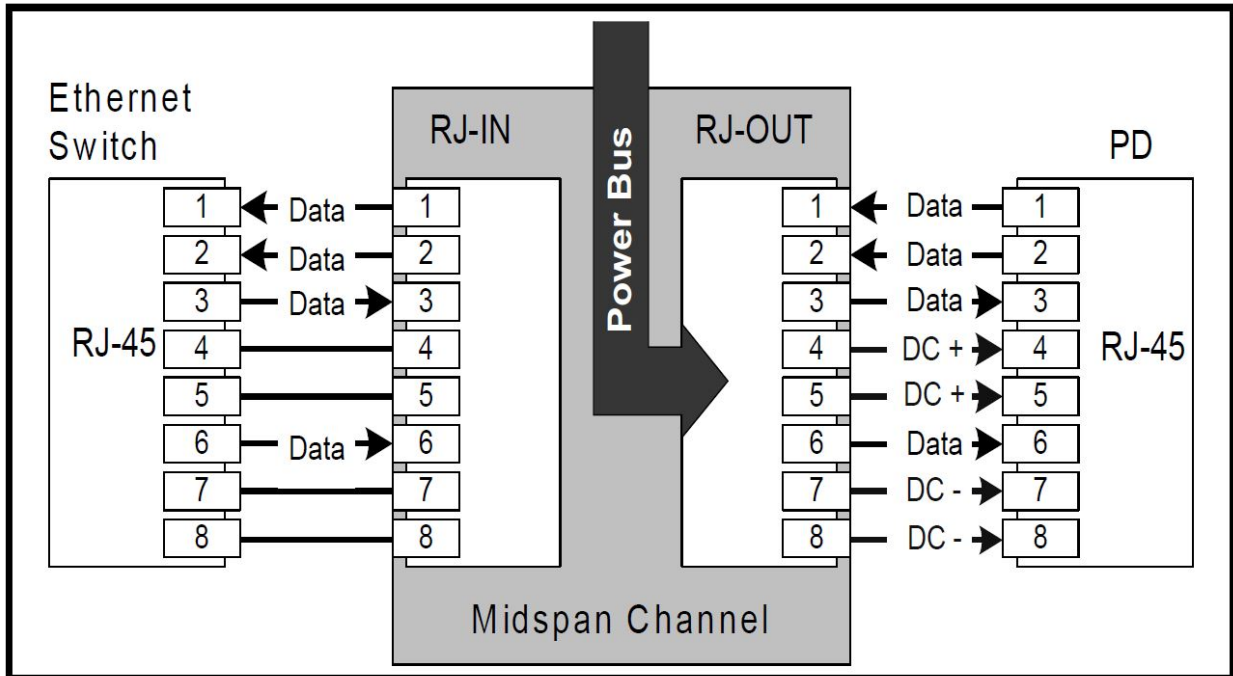 Ethernet
Switch
RJ-IN
Power Bus
RJ-OUT
PD
1 Data 1 1 Data 1
2 Data 2 2 Data 2
3 Data 3 3 Data 3
RJ-45 4 4 4 DC + 4 RJ-45
5 5 5 DC + 5
6 Data 6 6 Data 6
7 7 7 DC - 7
8 8 8 DC - 8
Midspan Channel